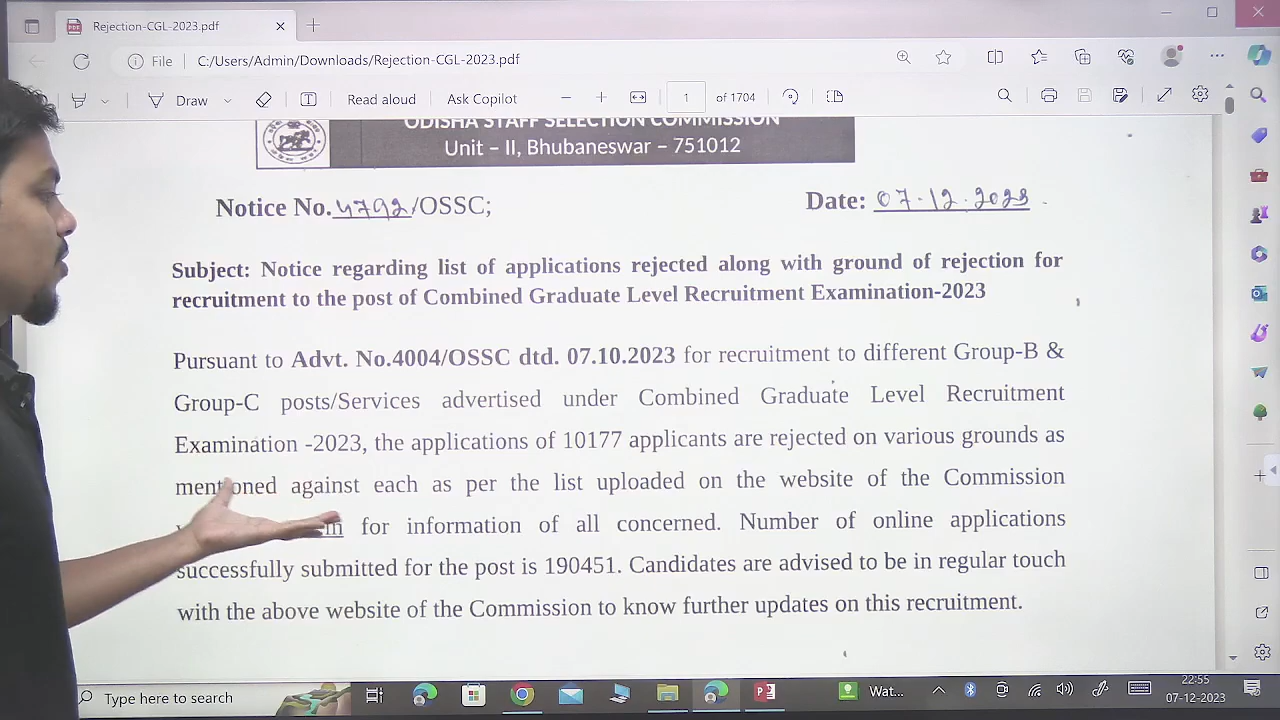 Rejection-CGL-2023.pdf
File
C:/Users/Admin/Downloads/Rejection-CGL-2023.pdf
Draw
Read aloud
Ask Copilot
1
of 1704
ODISHA STAFF SELECTION COMMISSION
Unit – II, Bhubaneswar – 751012
Notice No. 4792/OSSC;
Date: 07.12.2023
Subject: Notice regarding list of applications rejected along with ground of rejection for
recruitment to the post of Combined Graduate Level Recruitment Examination-2023
Pursuant to Advt. No.4004/OSSC dtd. 07.10.2023 for recruitment to different Group-B &
Group-C posts/Services advertised under Combined Graduate Level Recruitment
Examination -2023, the applications of 10177 applicants are rejected on various grounds as
mentioned against each as per the list uploaded on the website of the Commission
for information of all concerned. Number of online applications
successfully submitted for the post is 190451. Candidates are advised to be in regular touch
with the above website of the Commission to know further updates on this recruitment.
Type here to search
Wat...
22:55
07-12-2023